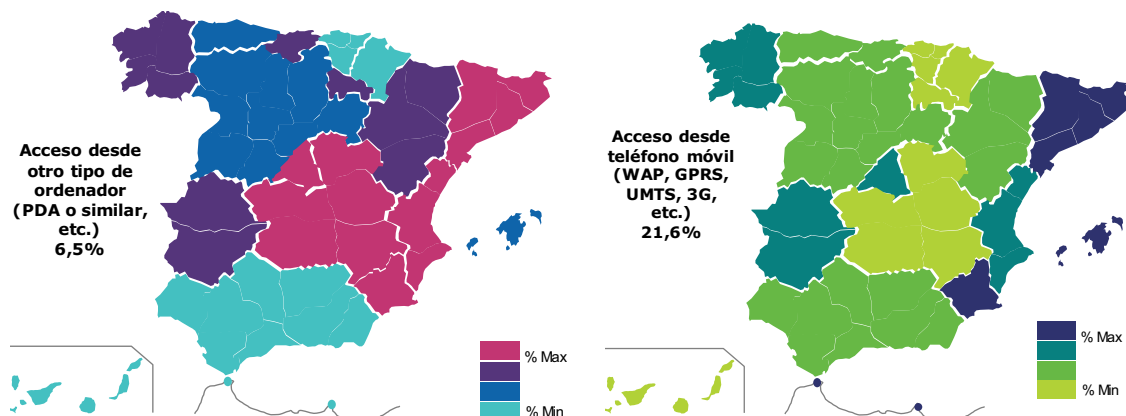 Acceso desde
otro tipo de
ordenador
(PDA o similar,
etc.)
6,5%
% Max
% Min
Acceso desde
teléfono móvil
(WAP, GPRS,
UMTS, 3G,
etc.)
21,6%
% Max
% Min